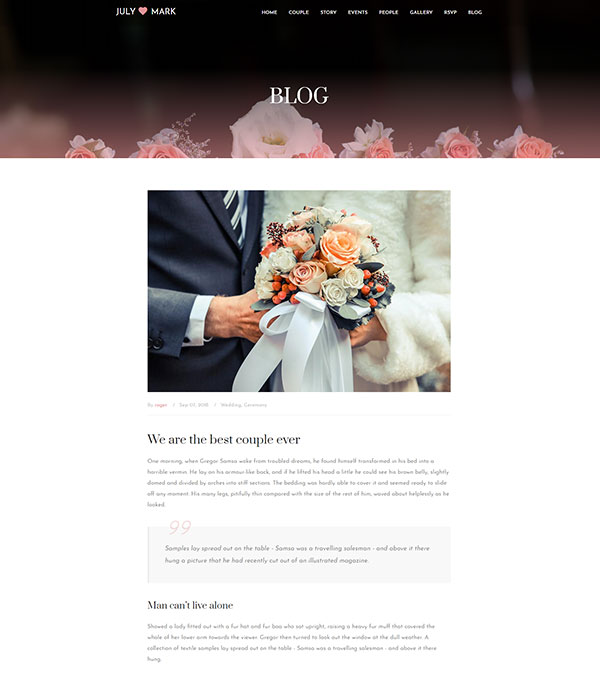 JULY MARK
HOME COUPLE STORY EVENTS PEOPLE GALLERY RSVP BLOG
BLOG
By roger / Sep 07, 2016 / Wedding, Ceremony
We are the best couple ever
One morning, when Gregor Samsa woke from troubled dreams, he found himself transformed in his bed into a
horrible vermin. He lay on his armour-like back, and if he lifted his head a little he could see his brown belly, slightly
domed and divided by arches into stiff sections. The bedding was hardly able to cover it and seemed ready to slide
off any moment. His many legs, pitifully thin compared with the size of the rest of him, waved about helplessly as he
looked.
Samples lay spread out on the table - Samsa was a travelling salesman - and above it there
hung a picture that he had recently cut out of an illustrated magazine.
Man can't live alone
Showed a lady fitted out with a fur hat and fur boa who sat upright, raising a heavy fur muff that covered the
whole of her lower arm towards the viewer. Gregor then turned to look out the window at the dull weather. A
collection of textile samples lay spread out on the table - Samsa was a travelling salesman - and above it there
hung.